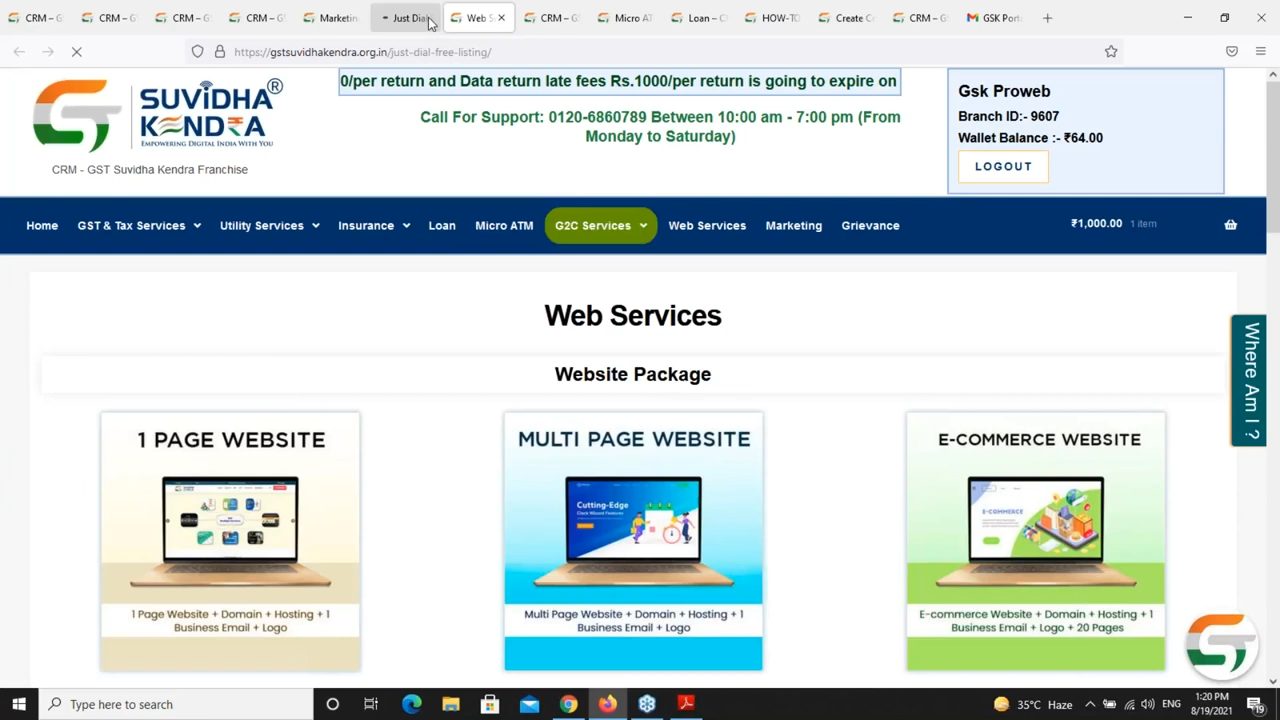 CRM – G
CRM – G
CRM – GS
CRM – GS
Marketin
Just Dial
Web S
CRM – GS
Micro AT
Loan – C
HOW-TO
Create C
CRM – GS
GSK Port
https://gstsuvidhakendra.org.in/just-dial-free-listing/
SUVIDHA
KENDRA
®
EMPOWERING DIGITAL INDIA WITH YOU
CRM - GST Suvidha Kendra Franchise
0/per return and Data return late fees Rs.1000/per return is going to expire on
Call For Support: 0120-6860789 Between 10:00 am - 7:00 pm (From
Monday to Saturday)
Gsk Proweb
Branch ID:- 9607
Wallet Balance :- ₹64.00
LOGOUT
Home GST & Tax Services Utility Services Insurance Loan Micro ATM G2C Services Web Services Marketing Grievance ₹1,000.00 1 item
Web Services
Website Package
Where Am I ?
1 PAGE WEBSITE
1 Page Website + Domain + Hosting + 1
Business Email + Logo
MULTI PAGE WEBSITE
Cutting-Edge
Multi Page Website + Domain + Hosting + 1
Business Email + Logo
E-COMMERCE WEBSITE
E-COMMERCE
E-commerce Website + Domain + Hosting + 1
Business Email + Logo + 20 Pages
Type here to search
35°C Haze
ENG
1:20 PM
8/19/2021
19